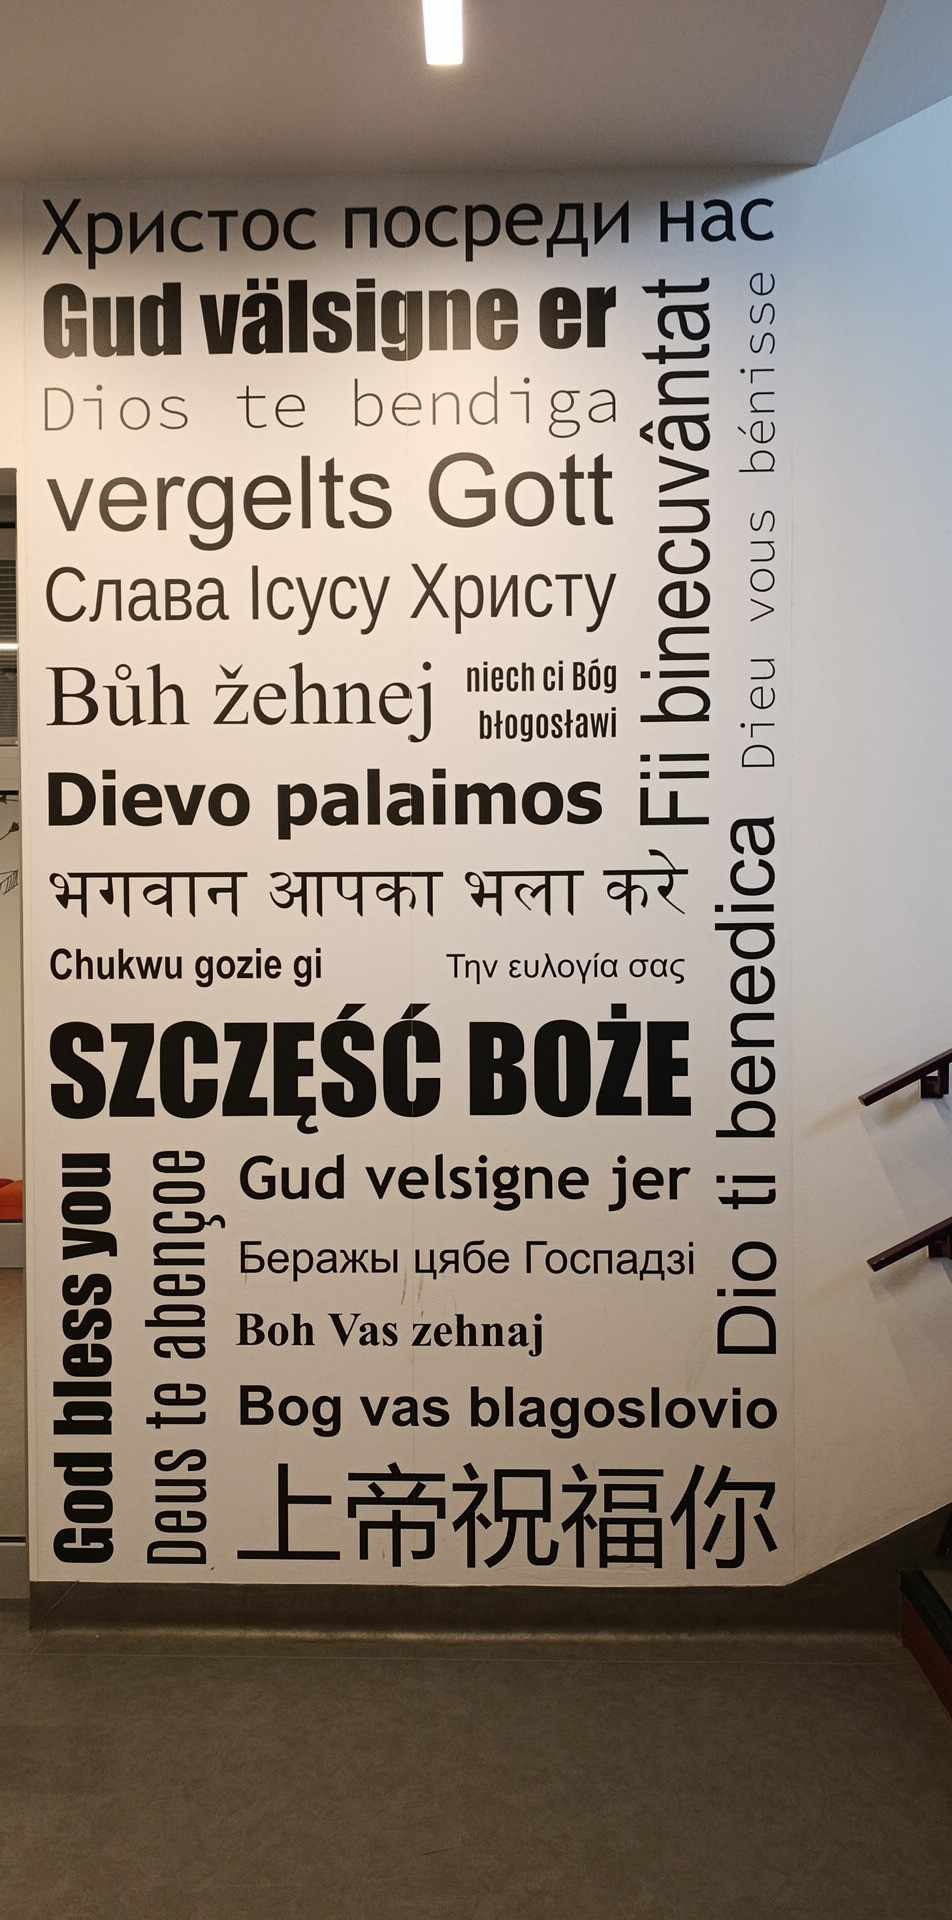 Христос посреди нас
Gud välsigne er
Dios te bendiga
vergelts Gott
Слава Ісусу Христу
Bůh žehnej
niech ci Bóg
błogosławi
Fii binecuvântat
Dieu vous bénisse
Dievo palaimos
भगवान आपका भला करे
Chukwu gozie gi
Την ευλογία σας
SZCZĘŚĆ BOŻE
Dio ti benedica
God bless you
Deus te abençoe
Gud velsigne jer
Беражы цябе Госпадзі
Boh Vas zehnaj
Bog vas blagoslovio
上帝祝福你